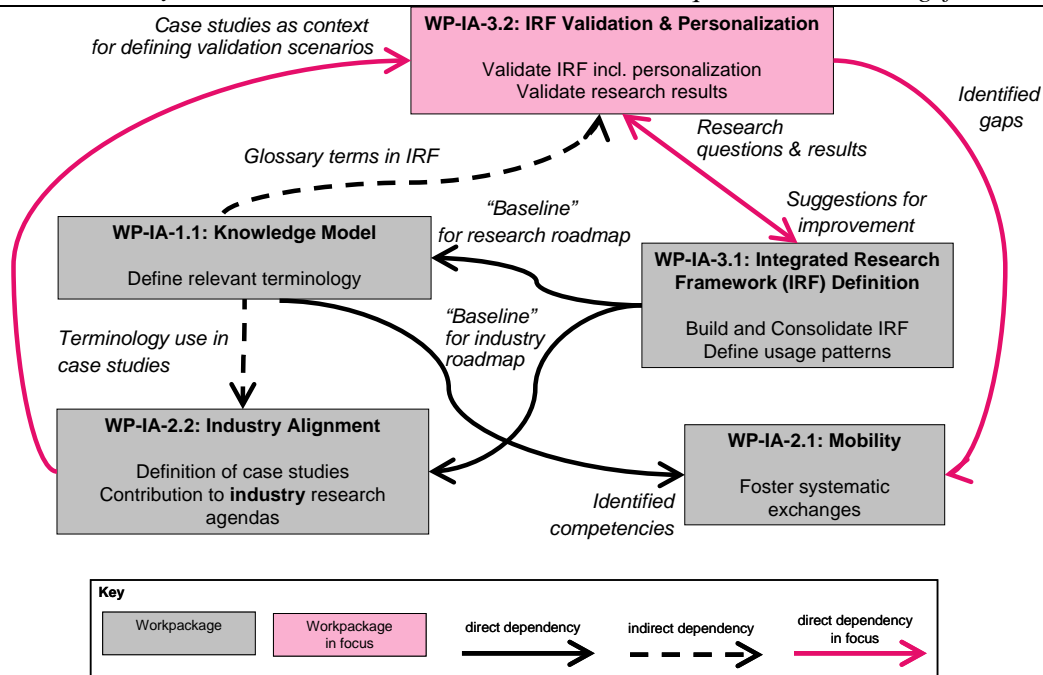 Case studies as context
for defining validation scenarios
WP-IA-3.2: IRF Validation & Personalization
Validate IRF incl. personalization
Validate research results
Identified
gaps
Research
questions & results
Glossary terms in IRF
Suggestions for
improvement
"Baseline"
for research roadmap
WP-IA-1.1: Knowledge Model
Define relevant terminology
WP-IA-3.1: Integrated Research
Framework (IRF) Definition
Build and Consolidate IRF
Define usage patterns
"Baseline"
for industry
roadmap
Terminology use in
case studies
WP-IA-2.2: Industry Alignment
Definition of case studies
Contribution to industry research
agendas
WP-IA-2.1: Mobility
Foster systematic
exchanges
Identified
competencies
Key
Workpackage
Workpackage
in focus
direct dependency
indirect dependency
direct dependency
in focus